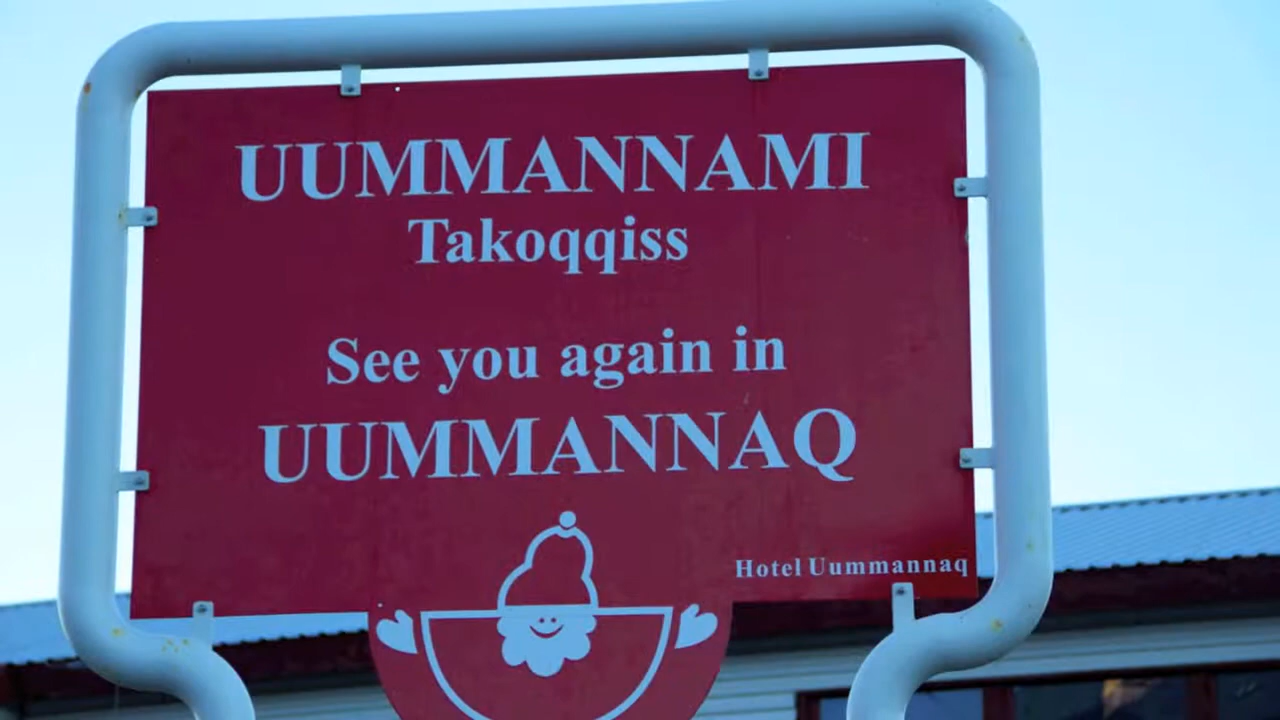 UUMMANNAMI
Takoqqiss
See you again in
UUMMANNAQ
Hotel Uummannaq